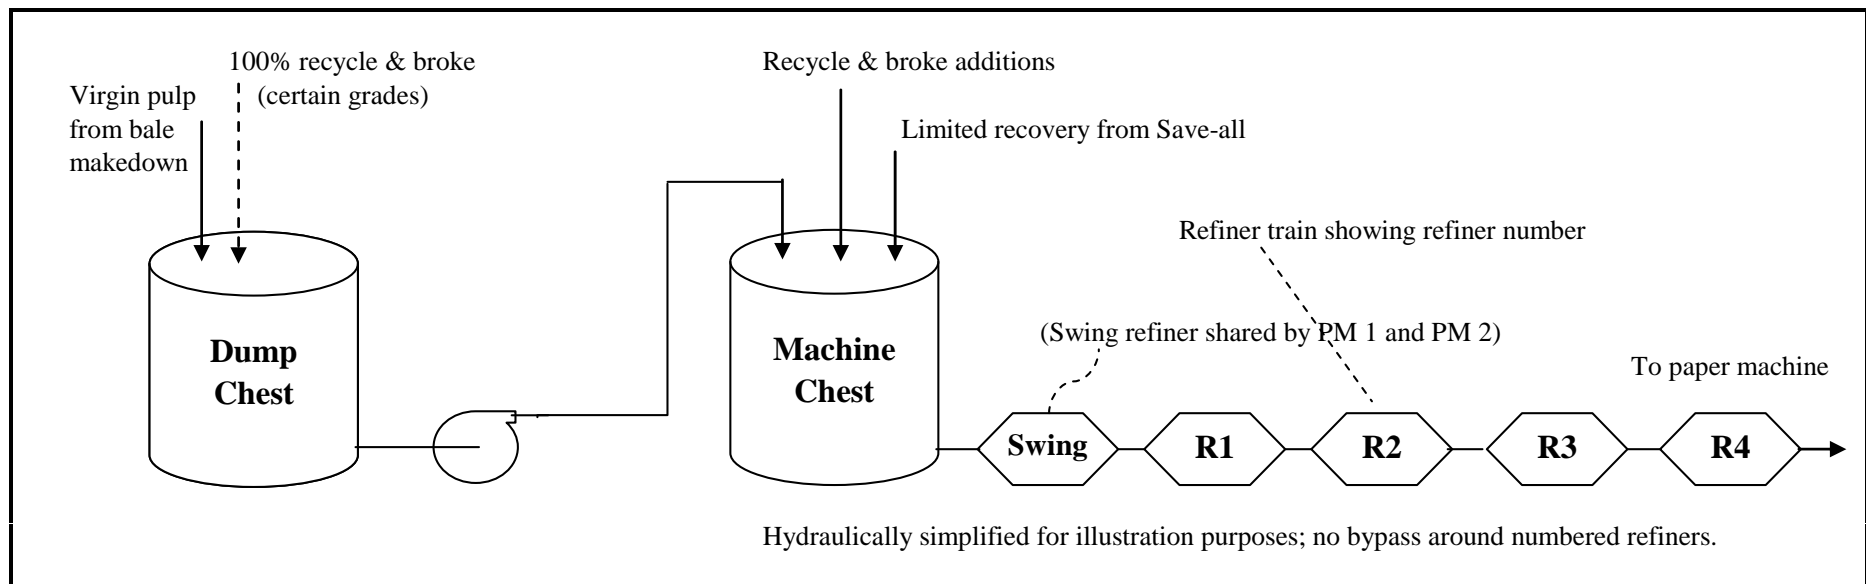 100% recycle & broke
(certain grades)
Virgin pulp
from bale
makedown
Recycle & broke additions
Limited recovery from Save-all
Refiner train showing refiner number
(Swing refiner shared by PM 1 and PM 2)
To paper machine
Dump
Chest
Machine
Chest
Swing
R1
R2
R3
R4
Hydraulically simplified for illustration purposes; no bypass around numbered refiners.